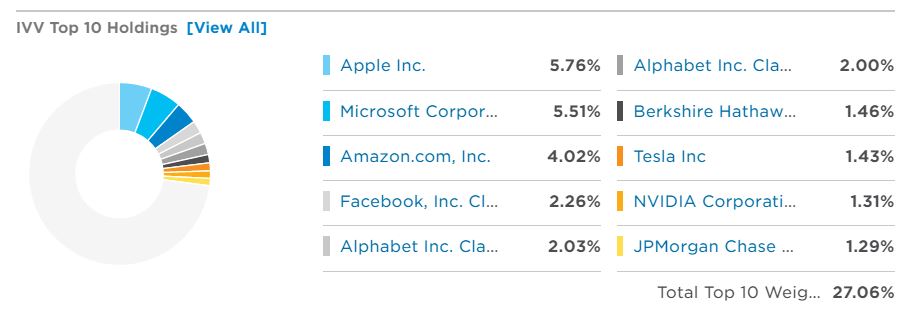 IVV Top 10 Holdings [View All]
Apple Inc. 5.76%
Microsoft Corpor... 5.51%
Amazon.com, Inc. 4.02%
Facebook, Inc. Cl... 2.26%
Alphabet Inc. Cla... 2.03%
Alphabet Inc. Cla... 2.00%
Berkshire Hathaw... 1.46%
Tesla Inc 1.43%
NVIDIA Corporati... 1.31%
JPMorgan Chase ... 1.29%
Total Top 10 Weig... 27.06%